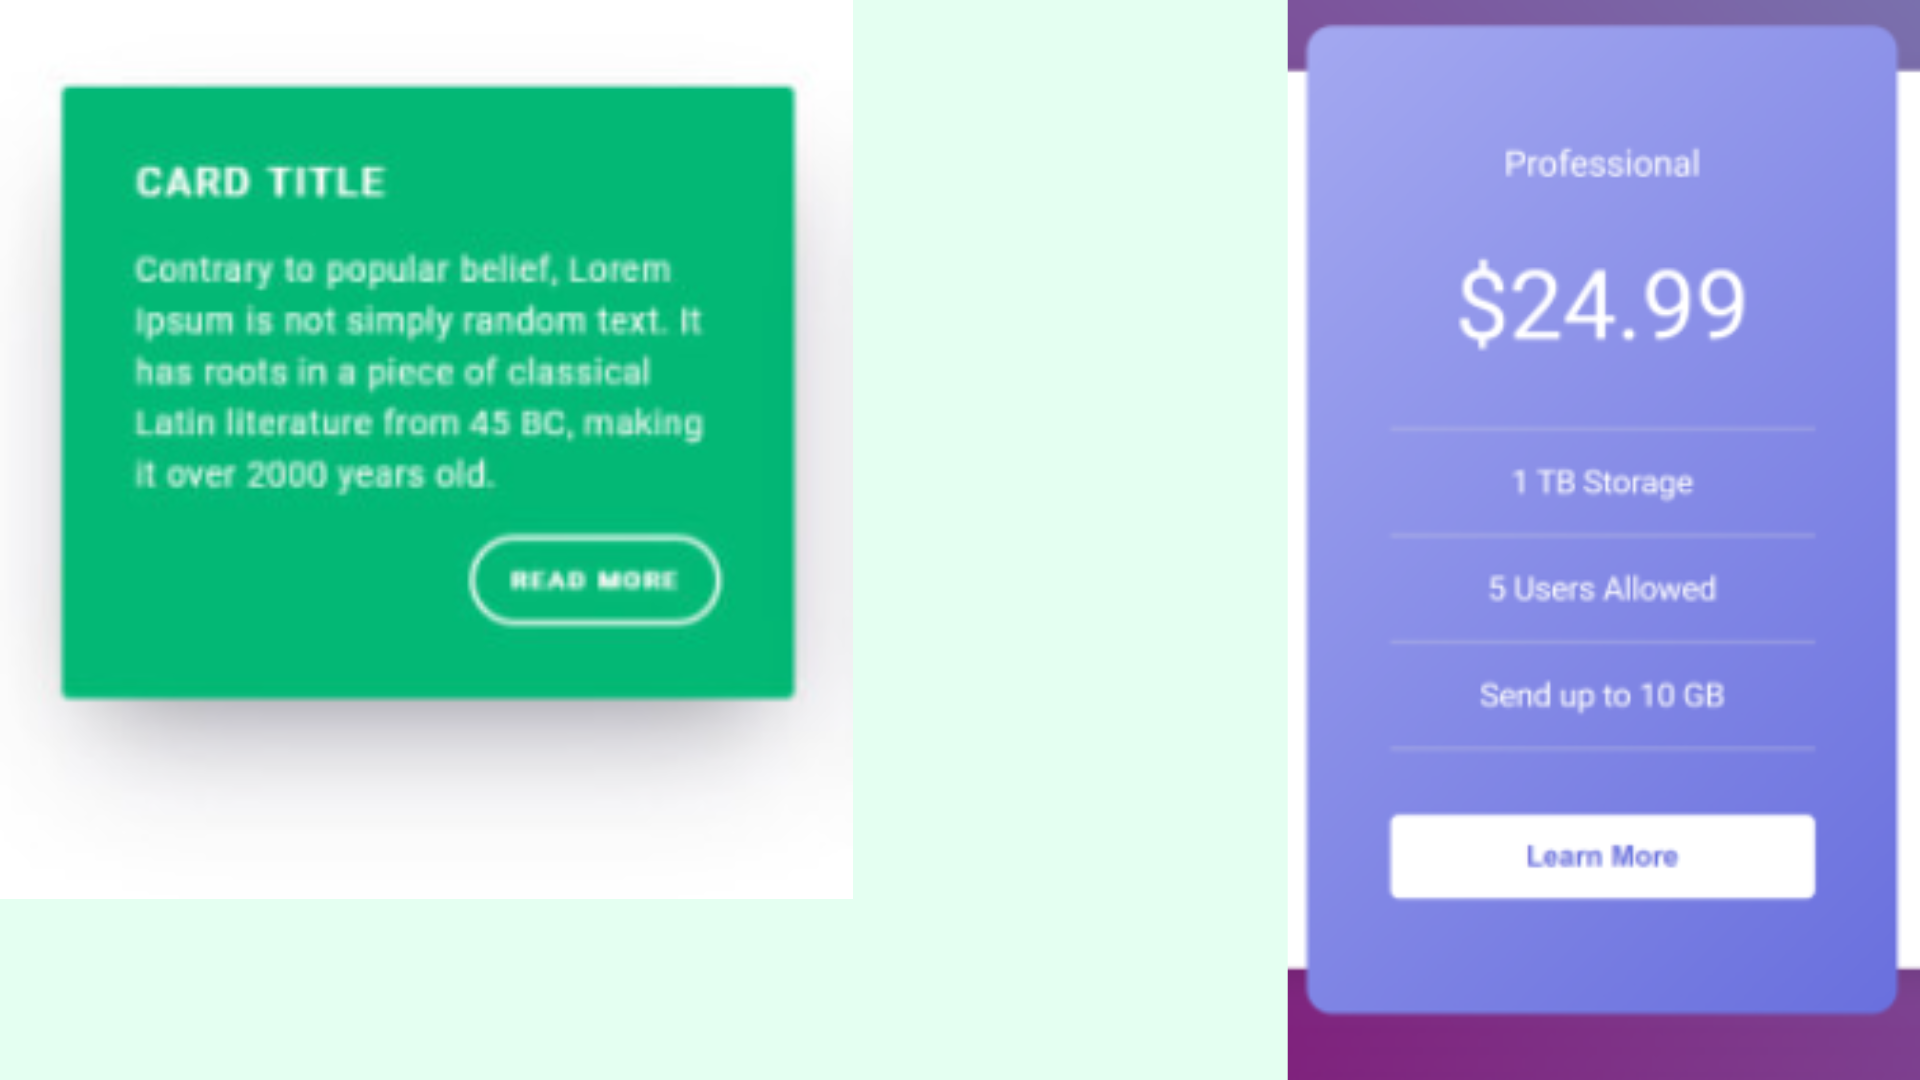 CARD TITLE
Contrary to popular belief, Lorem
Ipsum is not simply random text. It
has roots in a piece of classical
Latin literature from 45 BC, making
it over 2000 years old.
READ MORE
Professional
$24.99
1 TB Storage
5 Users Allowed
Send up to 10 GB
Learn More